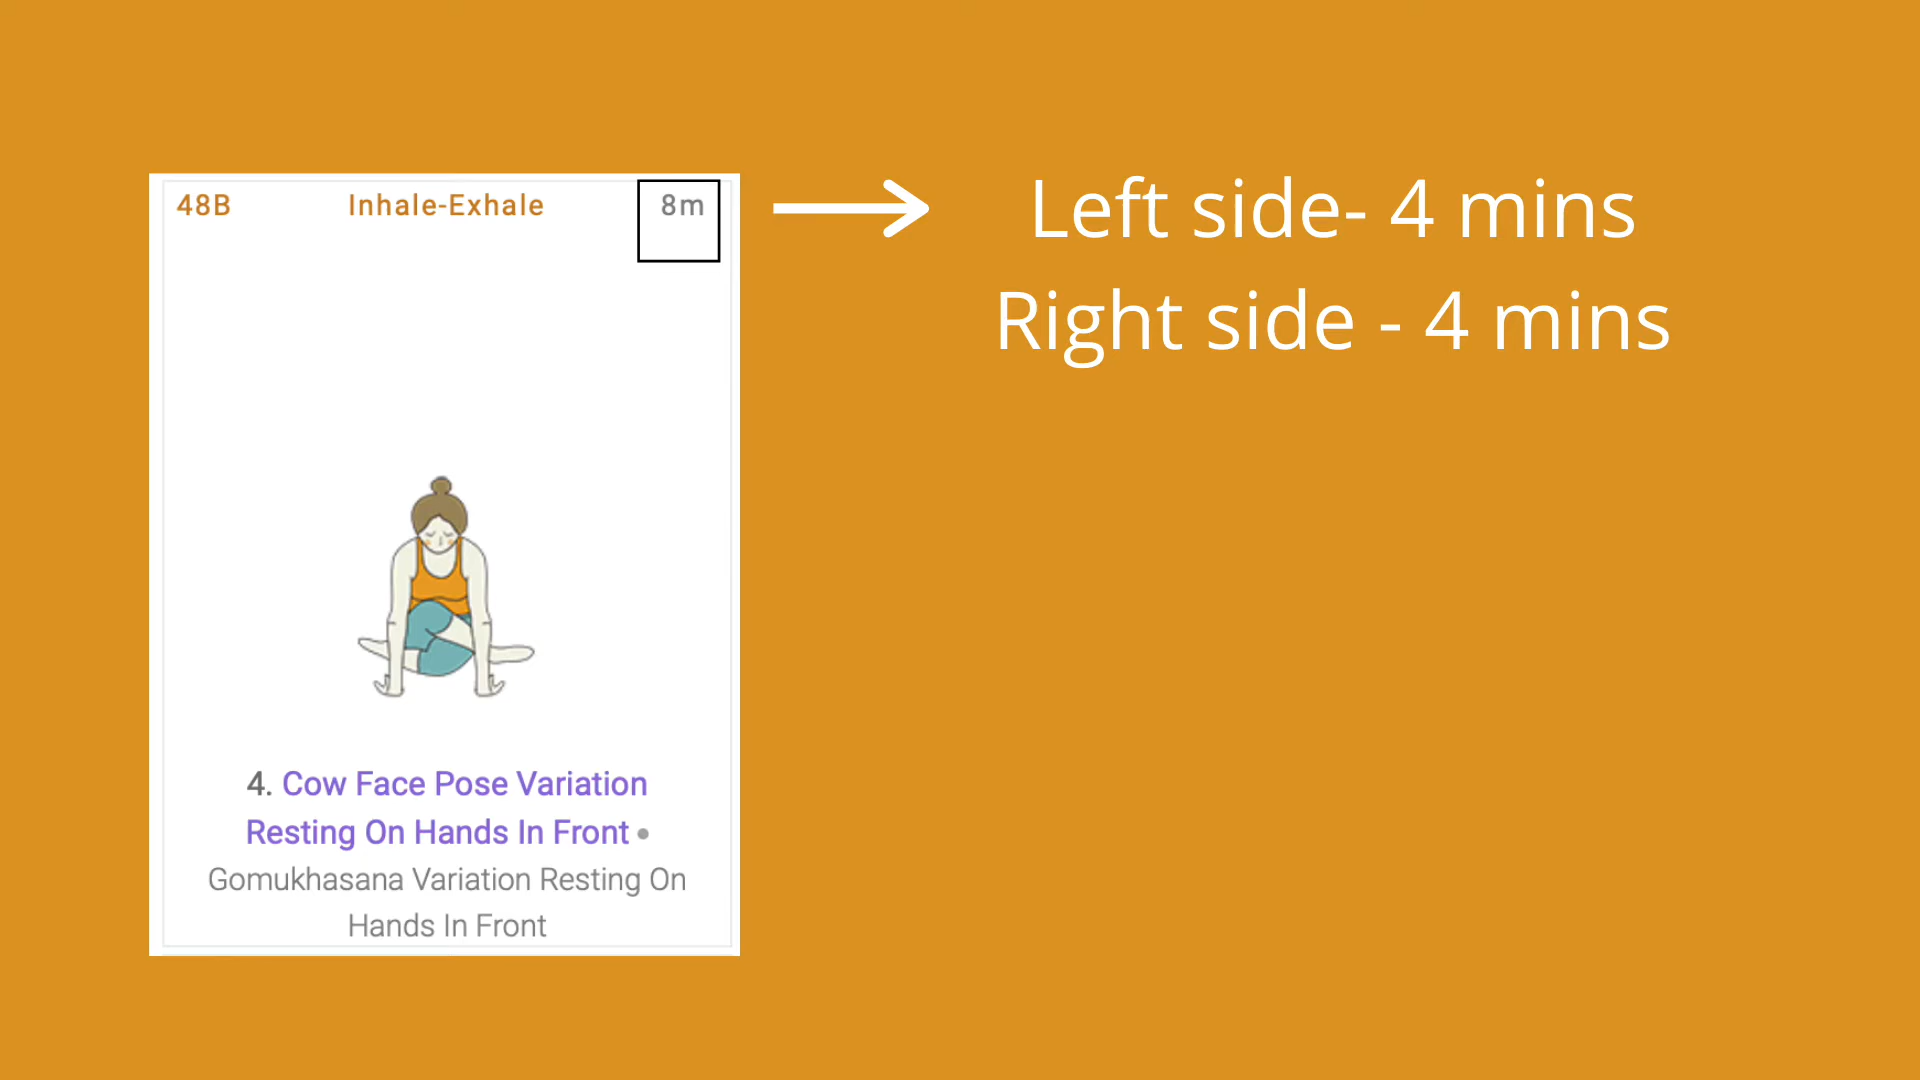 48B Inhale-Exhale 8m
Left side- 4 mins
Right side - 4 mins
4. Cow Face Pose Variation
Resting On Hands In Front •
Gomukhasana Variation Resting On
Hands In Front